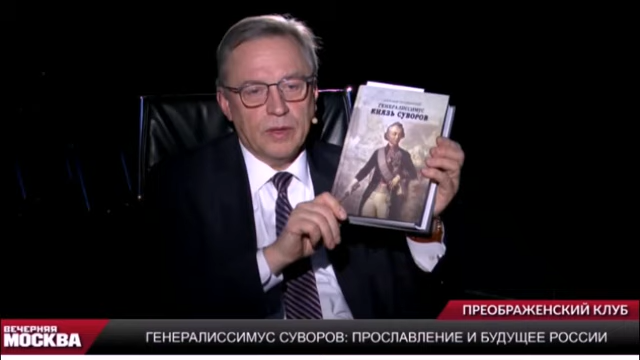 ГЕНЕРАЛИССИМУС
КНЯЗЬ СУВОРОВ
ПРЕОБРАЖЕНСКИЙ КЛУБ
ВЕЧЕРНЯЯ
МОСКВА
ГЕНЕРАЛИССИМУС СУВОРОВ: ПРОСЛАВЛЕНИЕ И БУДУЩЕЕ РОССИИ